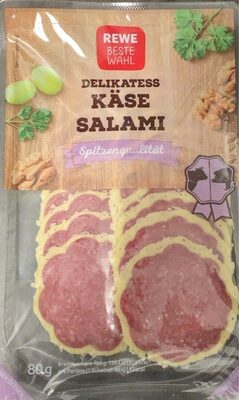 REWE
BESTE
WAHL
DELIKATESS
KÄSE
SALAMI
Spitzenqualität
80g